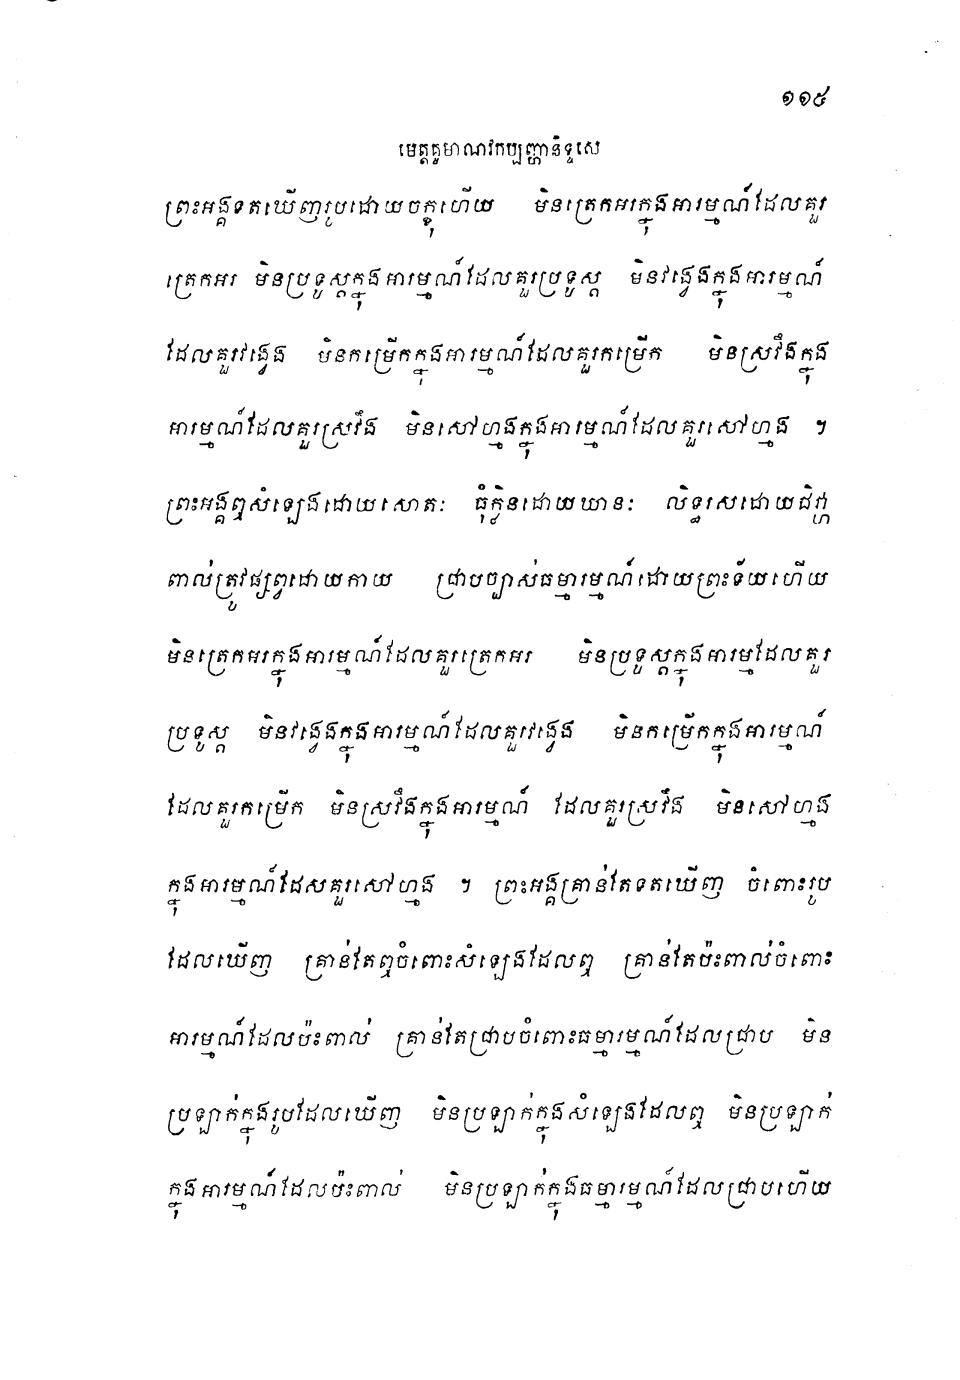 ១១៥
មេត្តគូមាណវកប្បញ្ហានិទ្ទេស
ព្រះអង្គទតឃើញរូបដោយចក្ខុហើយ មិនត្រេកអរក្នុងអារម្មណ៍ដែលគួរ
ត្រេកអរ មិនប្រទូស្តក្នុងអារម្មណ៍ដែលគួរប្រទូស្ត មិនវង្វេងក្នុងអារម្មណ៍
ដែលគួរវង្វេង មិនកម្រើកក្នុងអារម្មណ៍ដែលគួរកម្រើក មិនស្រវឹងក្នុង
អារម្មណ៍ដែលគួរស្រវឹង មិនសៅហ្មងក្នុងអារម្មណ៍ដែលគួរសៅហ្មង ។
ព្រះអង្គឮសំឡេងដោយសោតៈ ធុំក្លិនដោយឃានៈ លិទ្ធរសដោយជិវ្ហា
ពាល់ត្រូវផ្សព្វដោយកាយ ជ្រាបច្បាស់ធម្មារម្មណ៍ដោយព្រះទ័យហើយ
មិនត្រេកអរក្នុងអារម្មណ៍ដែលគួរត្រេកអរ មិនប្រទូស្តក្នុងអារម្មដែលគួរ
ប្រទូស្ត មិនវង្វេងក្នុងអារម្មណ៍ដែលគួរវង្វេង មិនកម្រើកក្នុងអារម្មណ៍
ដែលគួរកម្រើក មិនស្រវឹងក្នុងអារម្មណ៍ ដែលគួរស្រវឹង មិនសៅហ្មង
ក្នុងអារម្មណ៍ដែលគួរសៅហ្មង ។ ព្រះអង្គគ្រាន់តែទតឃើញ ចំពោះរូប
ដែលឃើញ គ្រាន់តែឮចំពោះសំឡេងដែលឮ គ្រាន់តែប៉ះពាល់ចំពោះ
អារម្មណ៍ដែលប៉ះពាល់ គ្រាន់តែជ្រាបចំពោះធម្មារម្មណ៍ដែលជ្រាប មិន
ប្រឡាក់ក្នុងរូបដែលឃើញ មិនប្រឡាក់ក្នុងសំឡេងដែលឮ មិនប្រឡាក់
ក្នុងអារម្មណ៍ដែលប៉ះពាល់ មិនប្រឡាក់ក្នុងធម្មារម្មណ៍ដែលជ្រាបហើយ